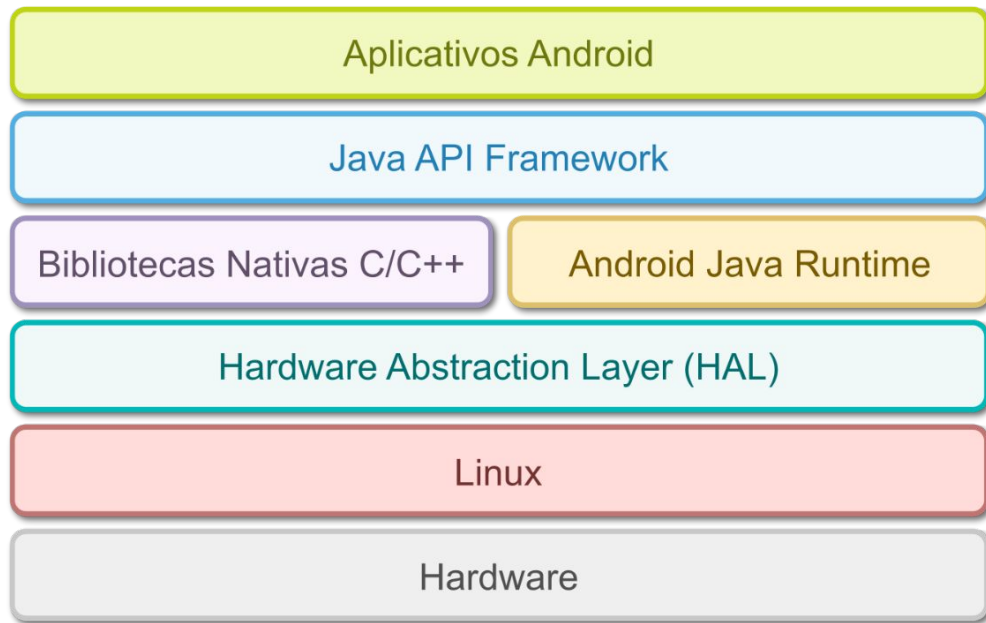 Aplicativos Android
Java API Framework
Bibliotecas Nativas C/C++
Android Java Runtime
Hardware Abstraction Layer (HAL)
Linux
Hardware